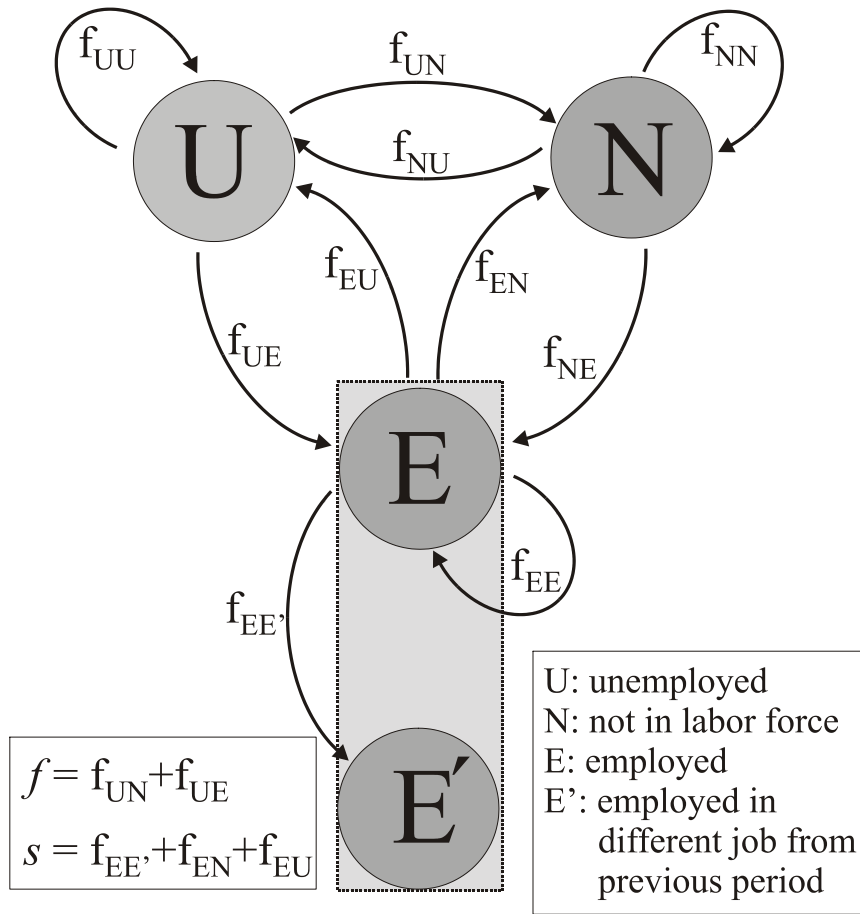 f_UU
f_UN
f_NN
U
f_NU
N
f_EU
f_EN
f_UE
f_NE
E
f_EE
f_EE’
E′
U: unemployed
N: not in labor force
E: employed
E’: employed in
different job from
previous period
f = f_UN+f_UE
s = f_EE’+f_EN+f_EU